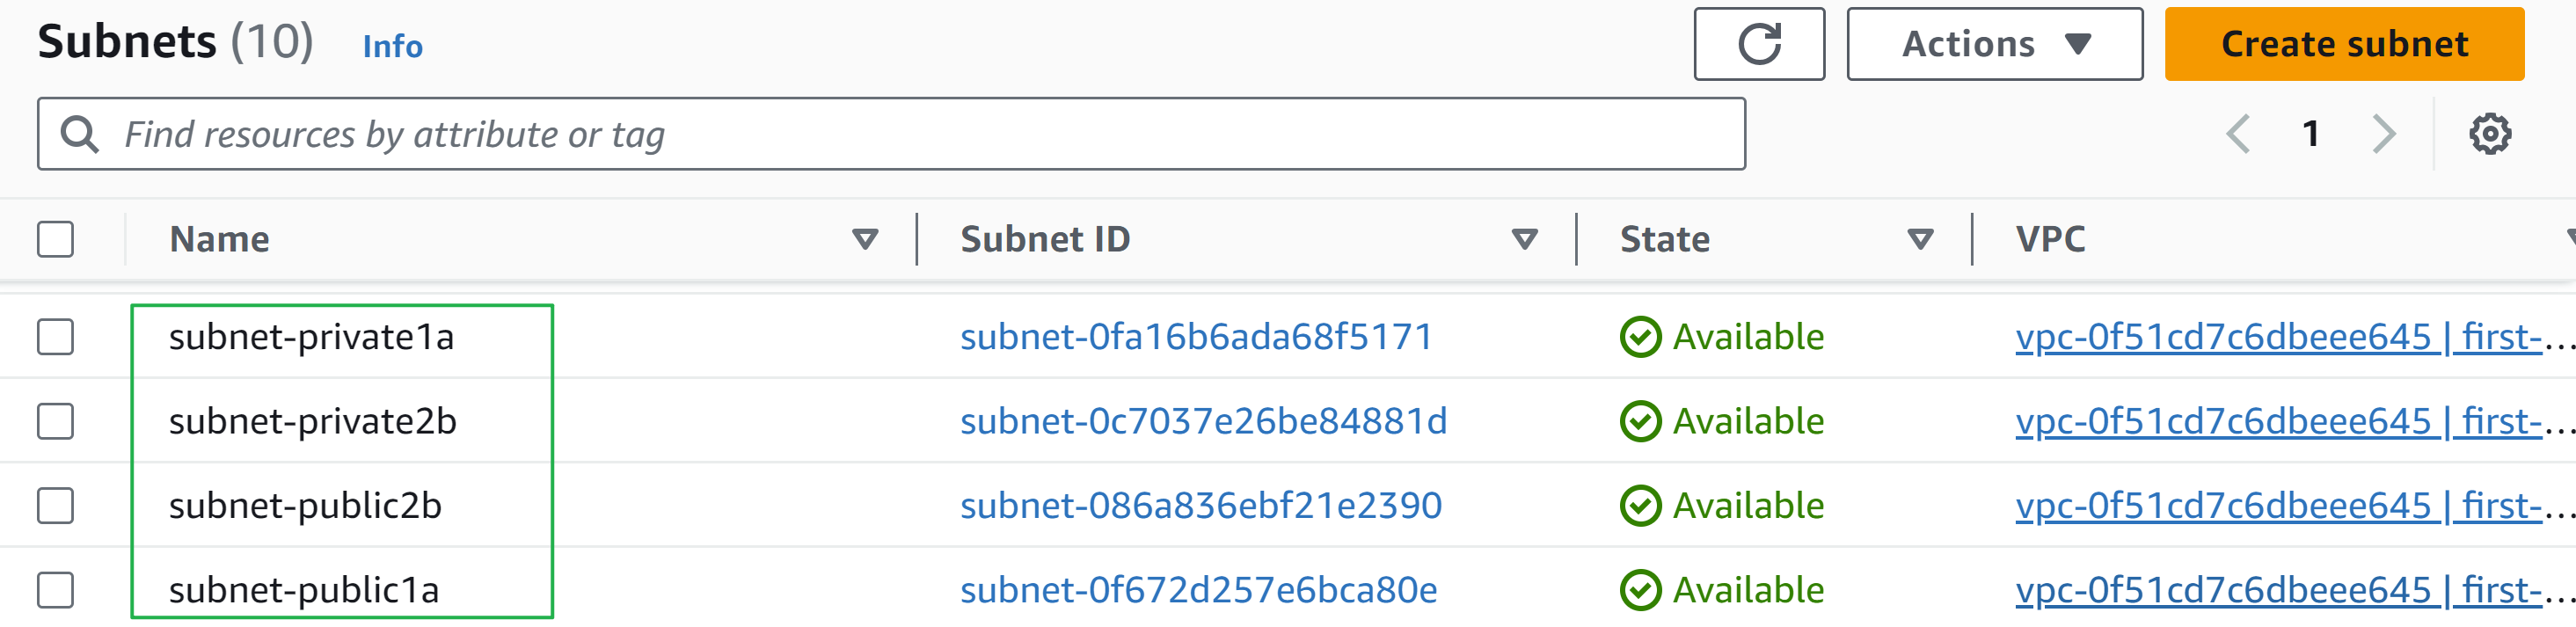 Subnets (10) Info Actions Create subnet
Find resources by attribute or tag 1
Name Subnet ID State VPC
subnet-private1a subnet-0fa16b6ada68f5171 Available vpc-0f51cd7c6dbeee645 | first-...
subnet-private2b subnet-0c7037e26be84881d Available vpc-0f51cd7c6dbeee645 | first-...
subnet-public2b subnet-086a836ebf21e2390 Available vpc-0f51cd7c6dbeee645 | first-...
subnet-public1a subnet-0f672d257e6bca80e Available vpc-0f51cd7c6dbeee645 | first-...